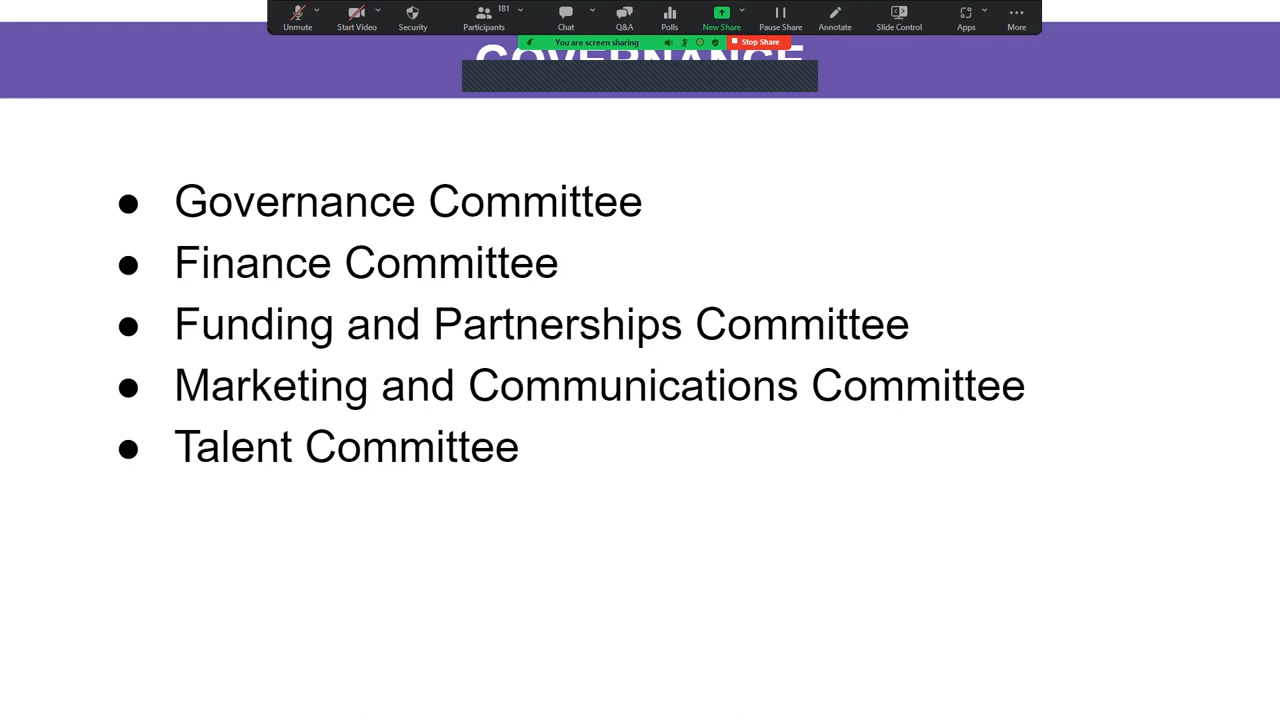 181
Unmute Start Video Security Participants Chat Q&A Polls New Share Pause Share Annotate Slide Control Apps More
You are screen sharing Stop Share
GOVERNANCE
● Governance Committee
● Finance Committee
● Funding and Partnerships Committee
● Marketing and Communications Committee
● Talent Committee